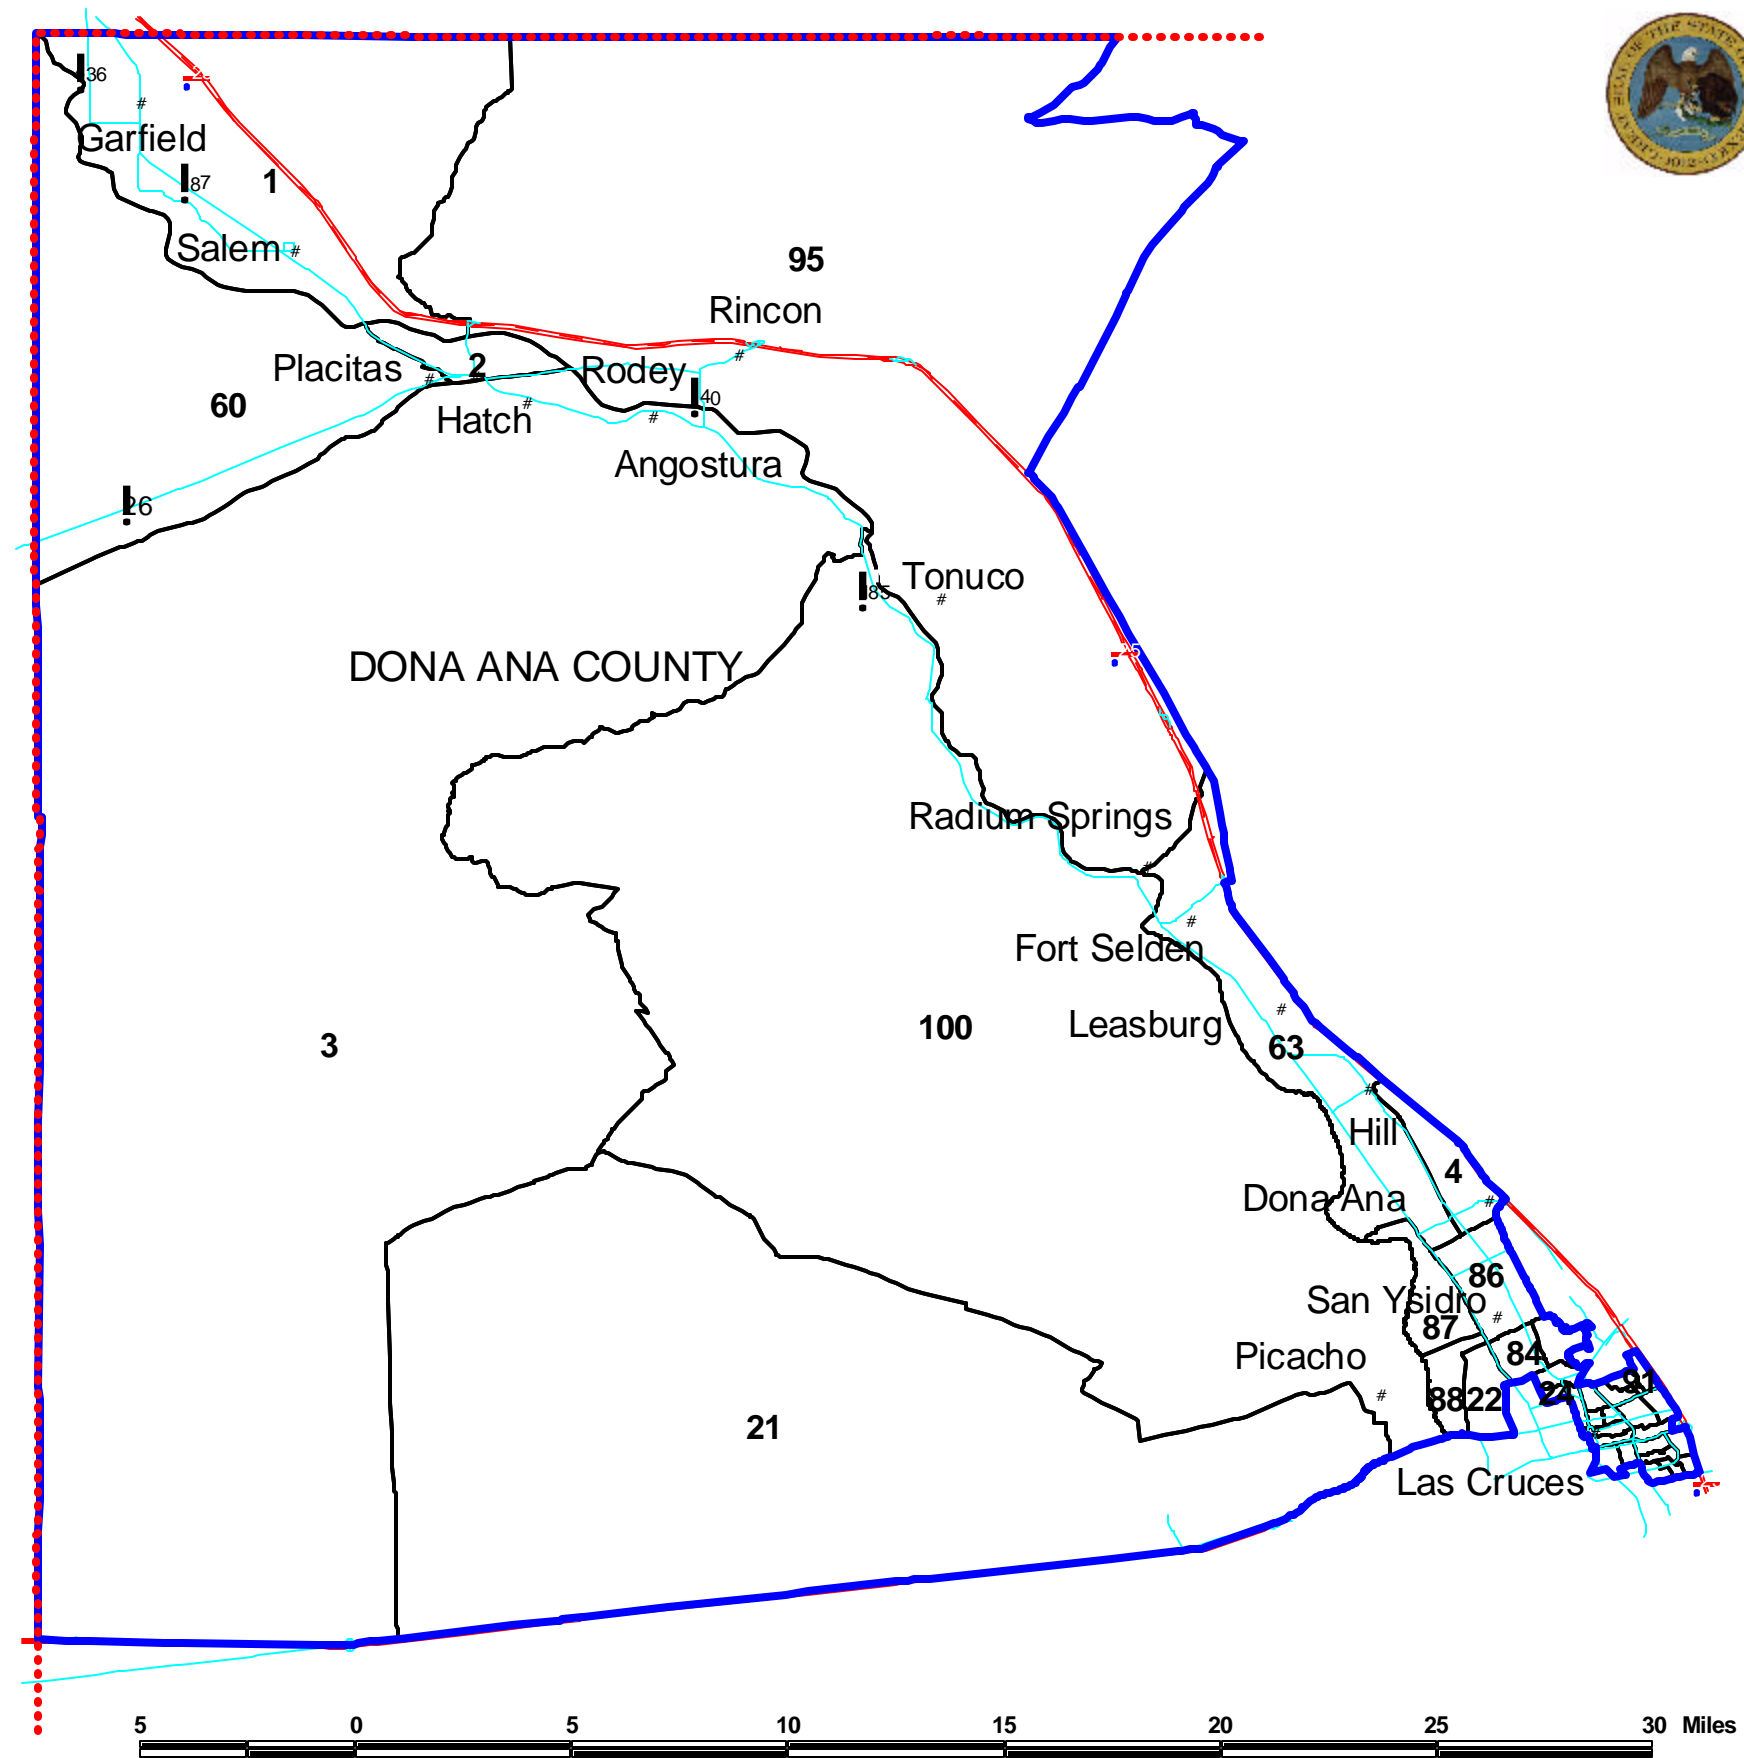 36
Garfield
87
1
Salem
95
Rincon
Placitas
2
Rodey
60
40
Hatch
Angostura
26
Tonuco
85
DONA ANA COUNTY
Radium Springs
Fort Selden
3
100
Leasburg
63
Hill
4
Dona Ana
86
San Ysidro
87
Picacho
84
88
22
24
91
21
Las Cruces
5 0 5 10 15 20 25 30 Miles